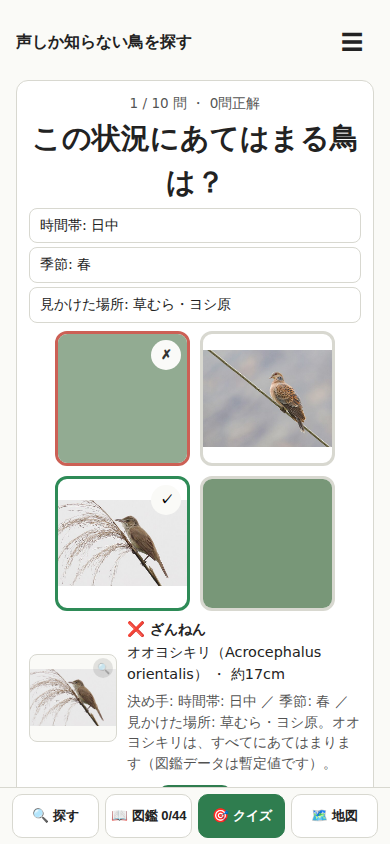 声しか知らない鳥を探す
☰
1 / 10 問 ・ 0問正解
この状況にあてはまる鳥
は？
時間帯: 日中
季節: 春
見かけた場所: 草むら・ヨシ原
✗
✓
❌ ざんねん
オオヨシキリ（Acrocephalus
orientalis） ・ 約17cm
決め手: 時間帯: 日中 ／ 季節: 春 ／
見かけた場所: 草むら・ヨシ原。オオ
ヨシキリは、すべてにあてはまりま
す（図鑑データは暫定値です）。
🔍 探す
📖 図鑑 0/44
🎯 クイズ
🗺️ 地図